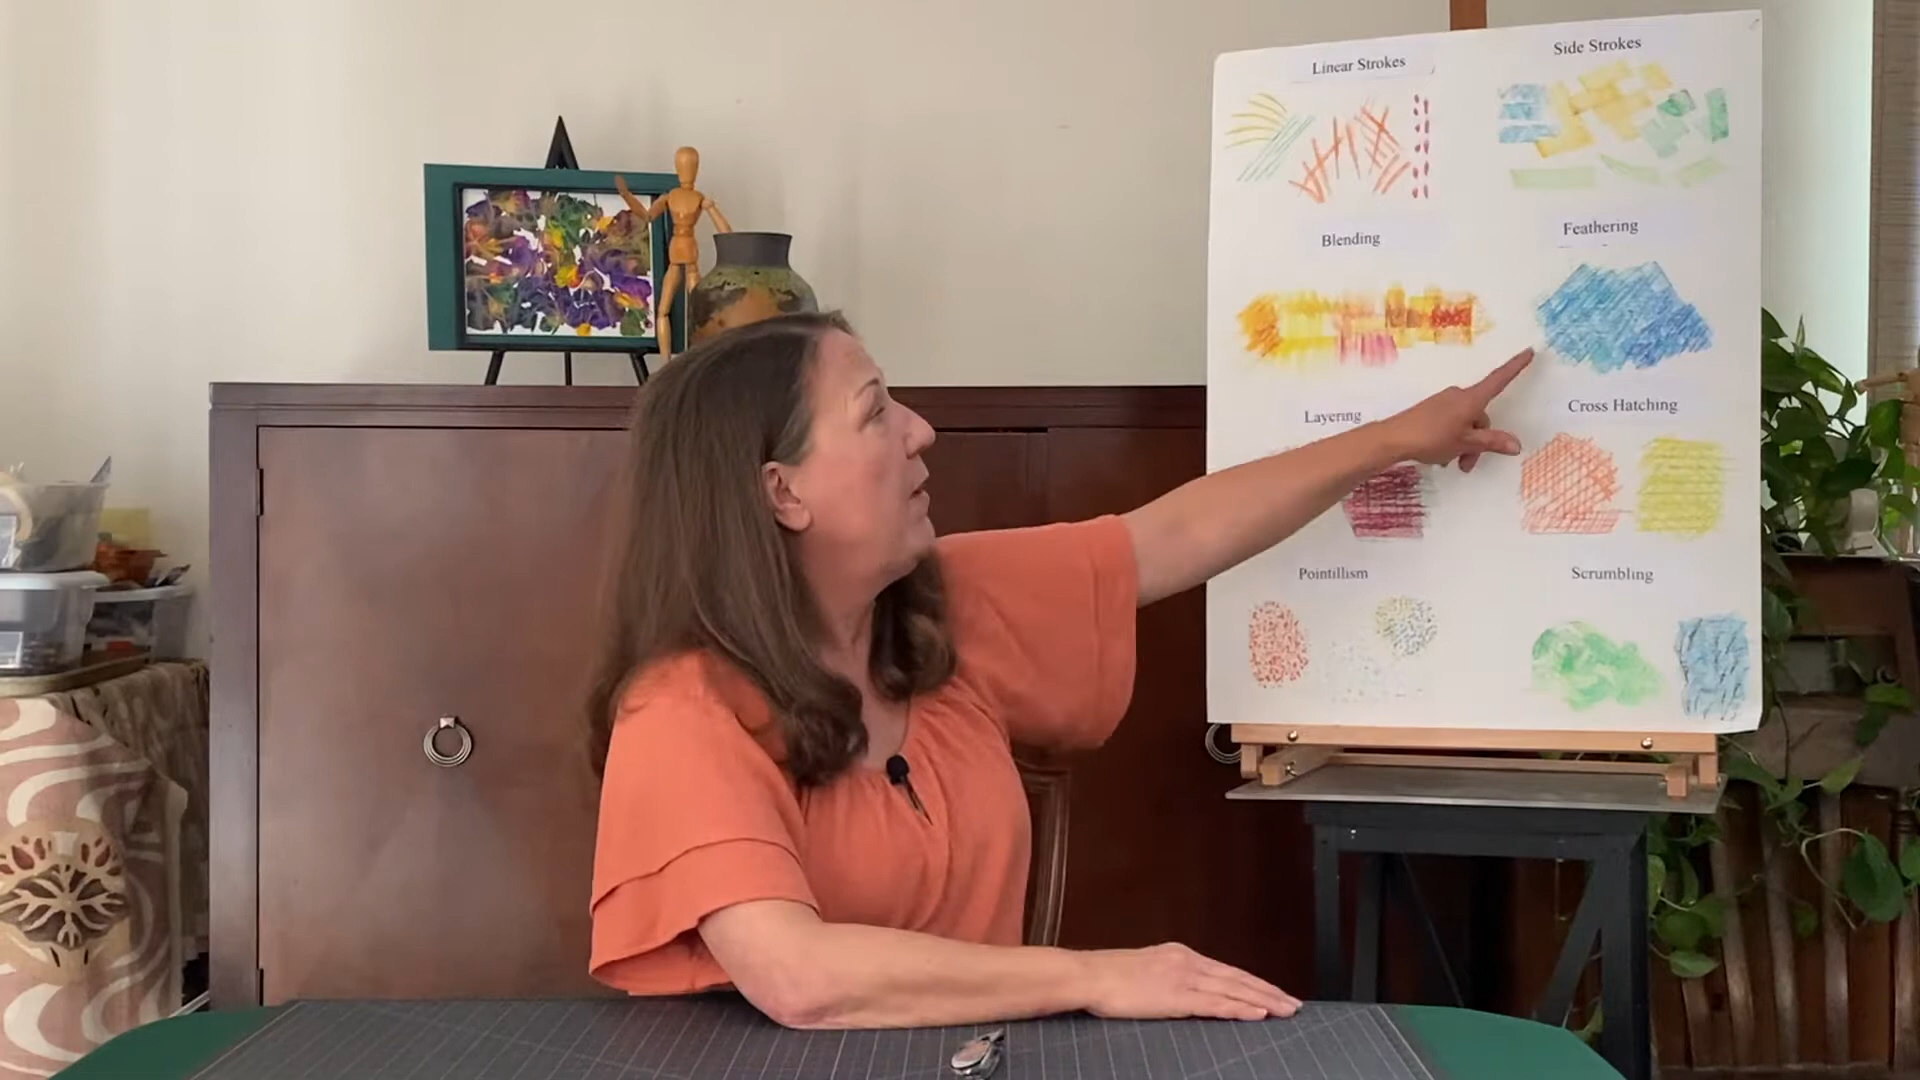 Linear Strokes
Side Strokes
Blending
Feathering
Layering
Cross Hatching
Pointillism
Scrumbling